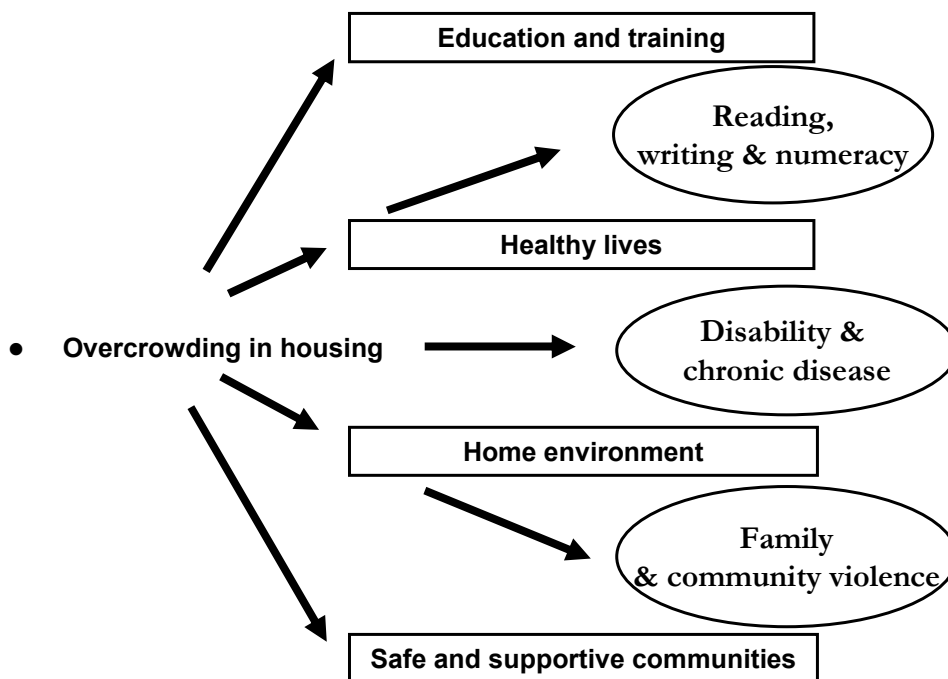 Education and training
Reading,
writing & numeracy
Healthy lives
Disability &
chronic disease
• Overcrowding in housing
Home environment
Family
& community violence
Safe and supportive communities